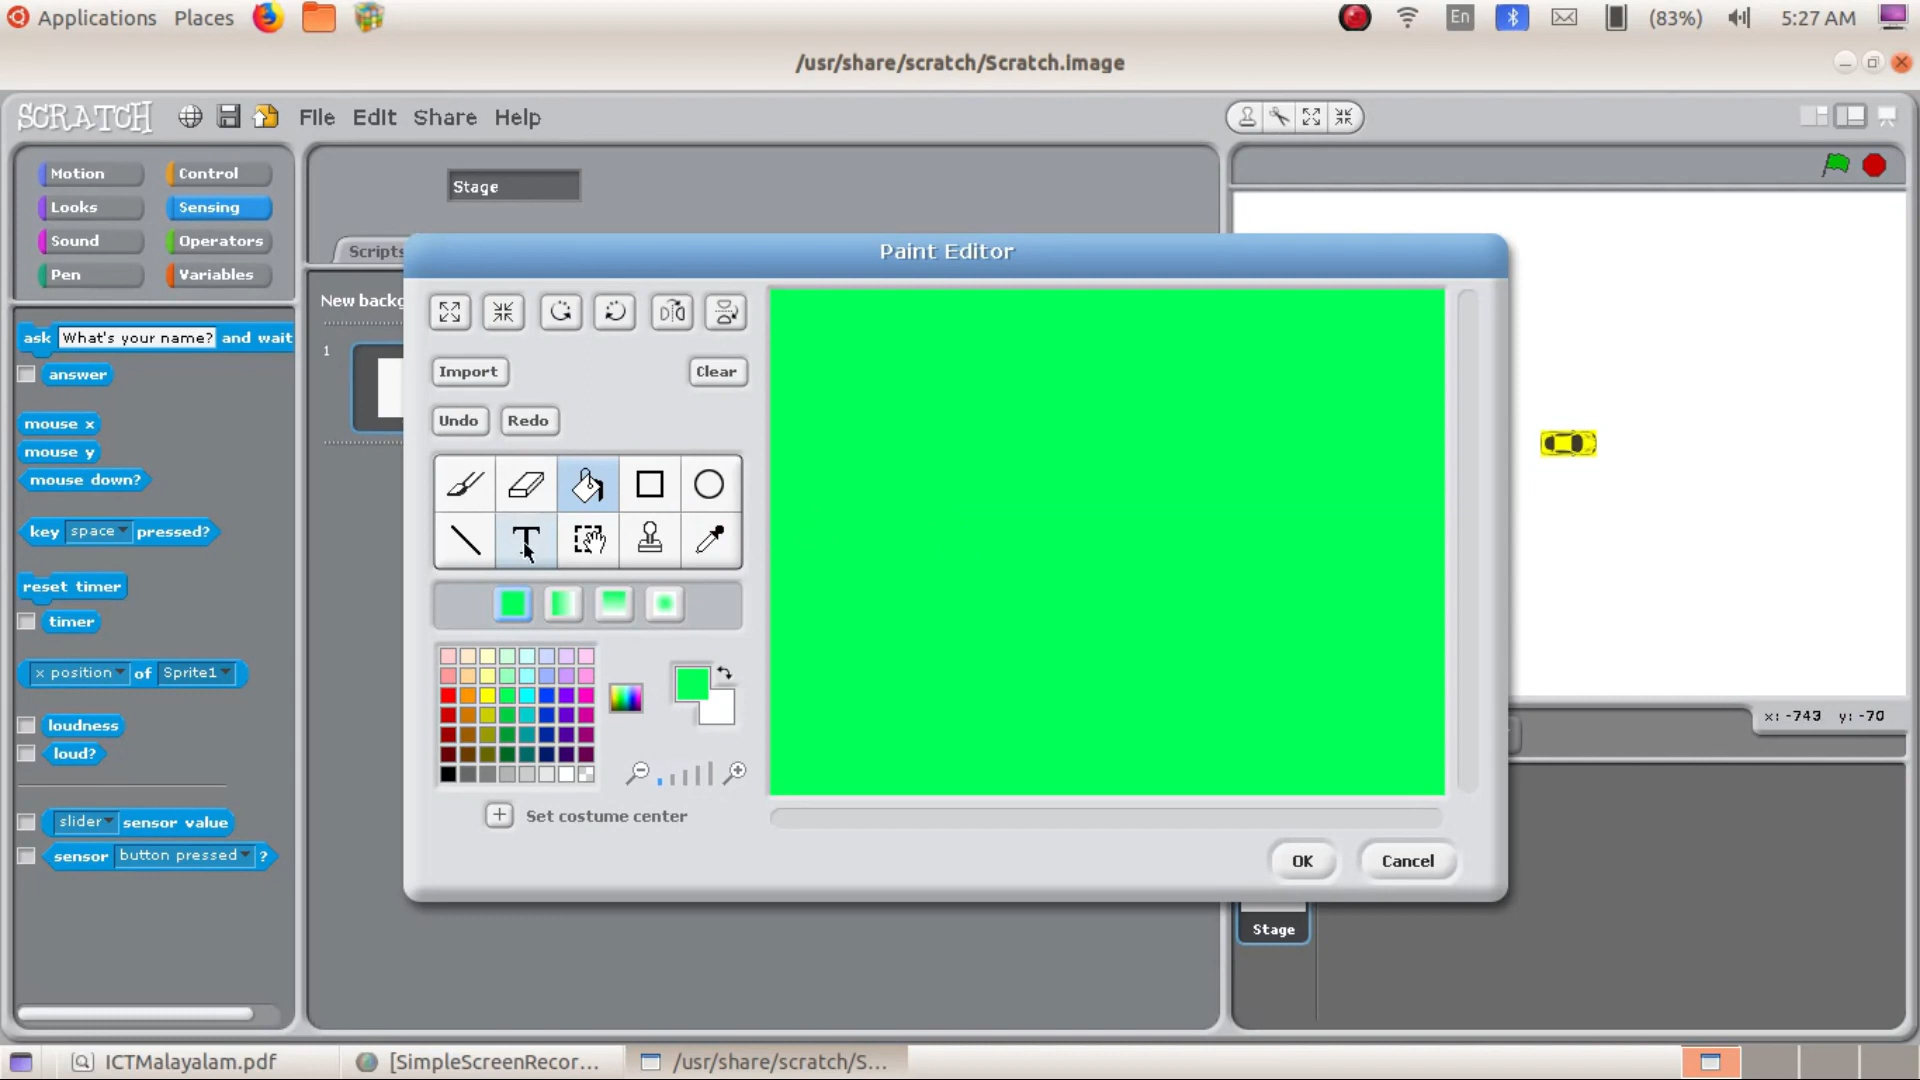 Applications Places En (83%) 5:27 AM
/usr/share/scratch/Scratch.image
SCRATCH File Edit Share Help
Motion Control
Looks Sensing
Sound Operators
Pen Variables
Stage
Scripts
New backg
1
ask What's your name? and wait
answer
mouse x
mouse y
mouse down?
key space pressed?
reset timer
timer
x position of Sprite1
loudness
loud?
slider sensor value
sensor button pressed ?
Paint Editor
Import Clear
Undo Redo
T
Set costume center
OK Cancel
x: -743 y: -70
Stage
ICTMalayalam.pdf [SimpleScreenRecor... /usr/share/scratch/S...